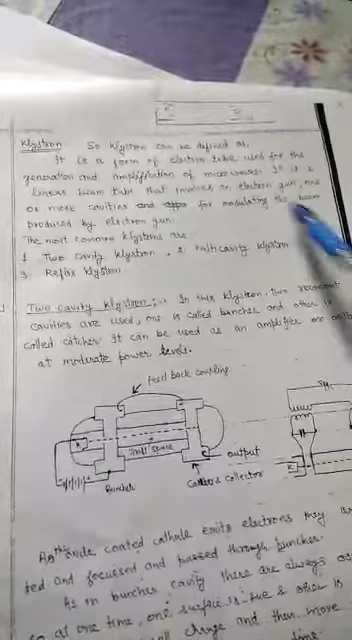 Klystron So klystron can be defined as,
It is a form of electron tube used for the
generation and amplification of microwaves. It is a
linear beam tube that involves an electron gun, one
or more cavities and for modulating the beam
produced by electron gun.
The most common klystrons are
1. Two cavity klystron, 2. Multicavity klystron
3. Reflex klystron.
Two cavity klystron :- In this klystron, two resonant
cavities are used, one is called buncher and other is
called catcher. It can be used as an amplifier or
at moderate power levels.
feed back coupling
K
Drift space
output
Buncher
collector
K
oxide coated cathode emits electrons they are
ted and focussed and passed through buncher.
As in buncher cavity there are always
so at one time, one surface is +ve & other is
charge and then move
time.